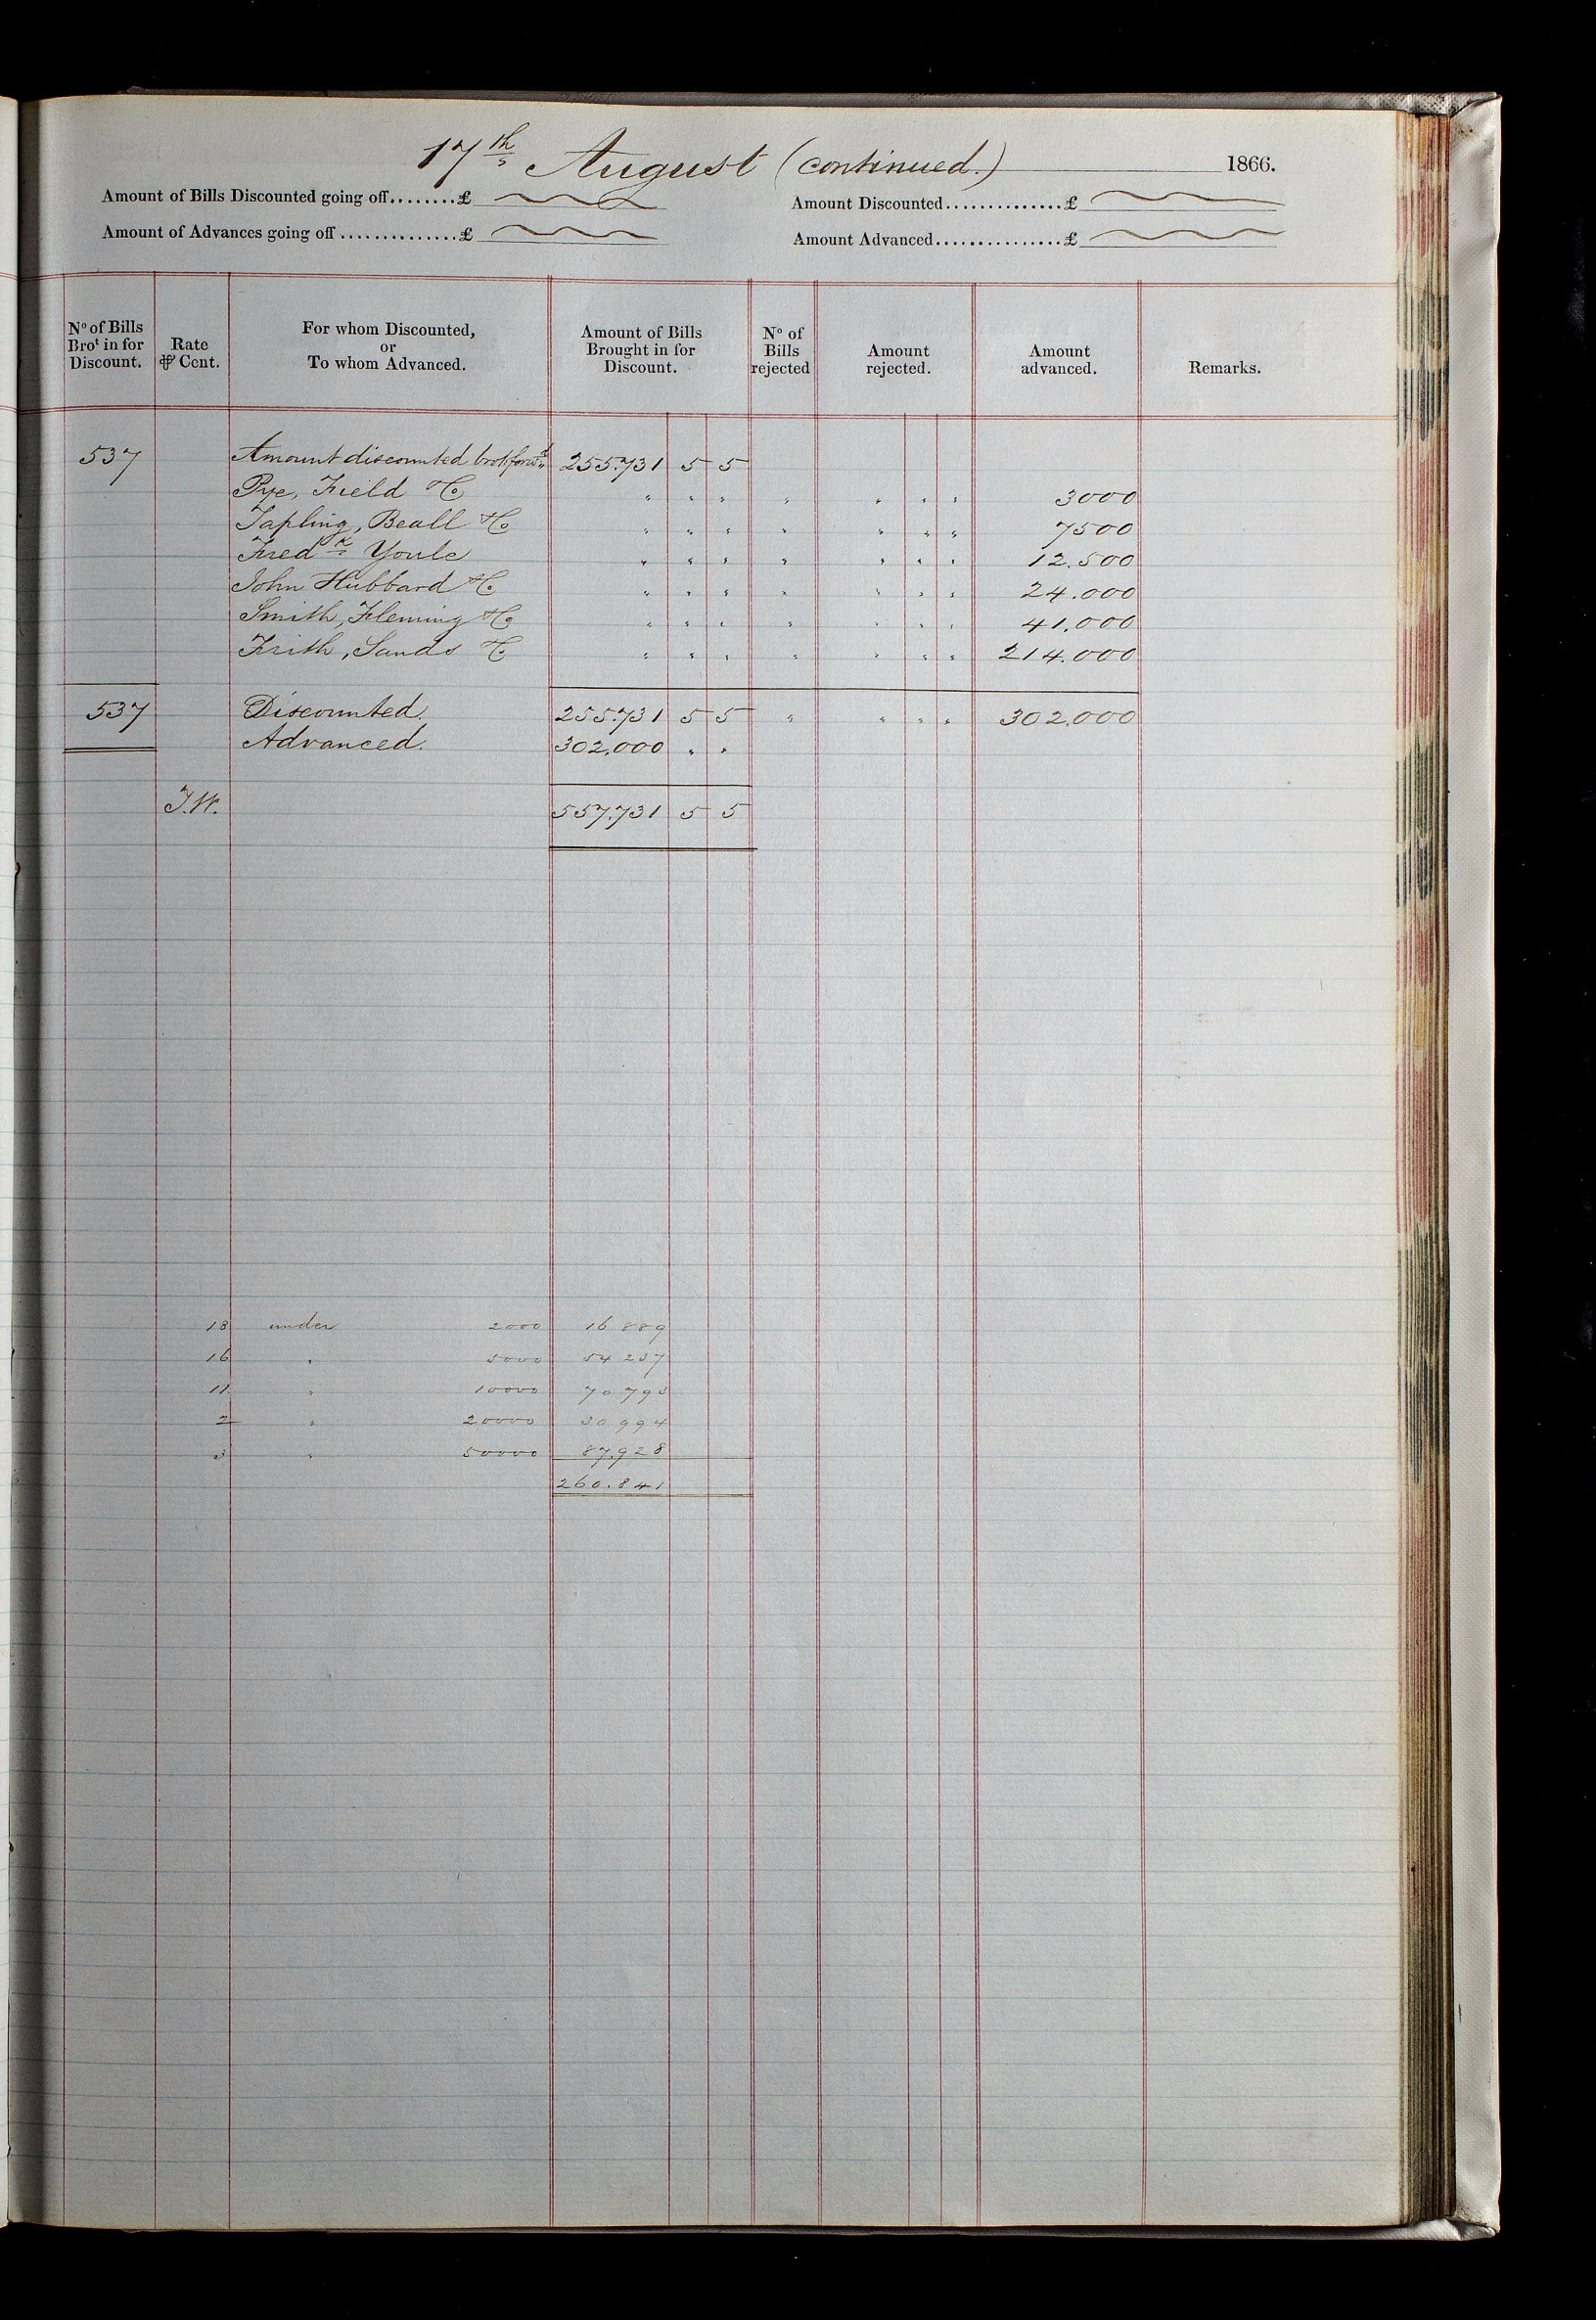 17th August (continued.) 1866.
Amount of Bills Discounted going off........£ Amount Discounted..............£
Amount of Advances going off..............£ Amount Advanced................£
No of Bills Brot in for Discount. Rate ⅌ Cent. For whom Discounted, or To whom Advanced. Amount of Bills Brought in for Discount. No of Bills rejected Amount rejected. Amount advanced. Remarks.
537 Amount discounted brot forwd 255.731 5 5
Pye, Field & Co " " " " " " " 3000
Tapling, Beall & Co " " " " " " " 7500
Fredk Youle " " " " " " " 12.500
John Hubbard & Co " " " " " " " 24.000
Smith, Fleming & Co " " " " " " " 41.000
Frith, Sands & Co " " " " " " " 214.000
537 Discounted. 255.731 5 5 " " " " 302.000
Advanced. 302.000 " "
J.W. 557.731 5 5
18 under 2000 16 889
16 " 5000 54 237
11 " 10000 70 793
2 " 20000 30 994
3 " 50000 87.928
260.841